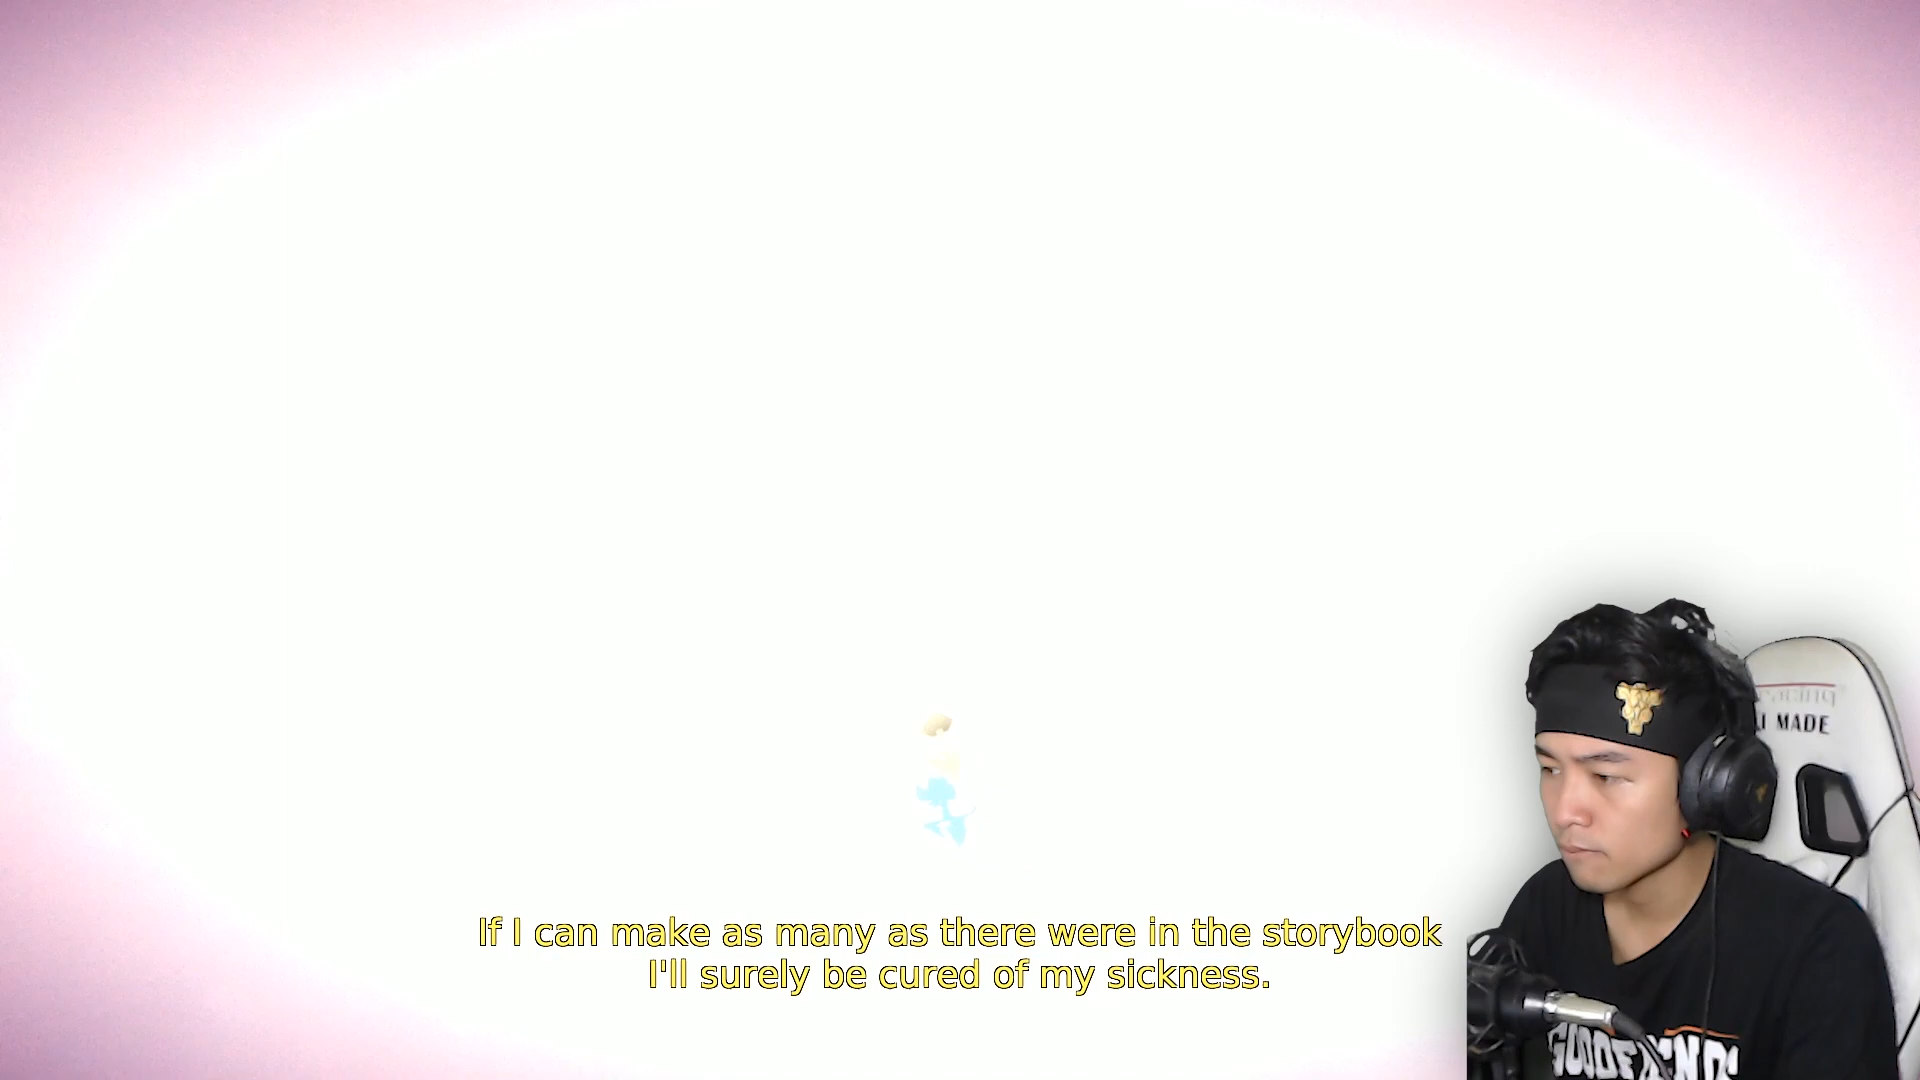 acing
I MADE
If I can make as many as there were in the storybook
I'll surely be cured of my sickness.